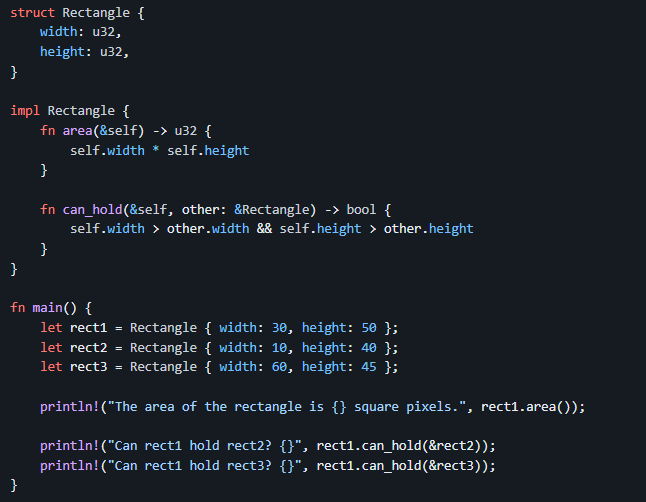 struct Rectangle {
    width: u32,
    height: u32,
}

impl Rectangle {
    fn area(&self) -> u32 {
        self.width * self.height
    }

    fn can_hold(&self, other: &Rectangle) -> bool {
        self.width > other.width && self.height > other.height
    }
}

fn main() {
    let rect1 = Rectangle { width: 30, height: 50 };
    let rect2 = Rectangle { width: 10, height: 40 };
    let rect3 = Rectangle { width: 60, height: 45 };

    println!("The area of the rectangle is {} square pixels.", rect1.area());

    println!("Can rect1 hold rect2? {}", rect1.can_hold(&rect2));
    println!("Can rect1 hold rect3? {}", rect1.can_hold(&rect3));
}